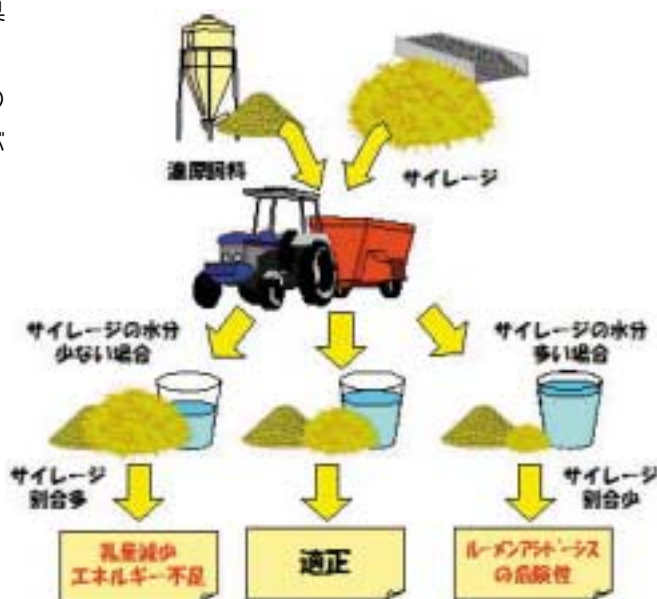 の
濃厚飼料
サイレージ
サイレージの水分
少ない場合
サイレージの水分
多い場合
サイレージ
割合多
サイレージ
割合少
乳量減少
エネルギー不足
適正
ルーメンアシドーシス
の危険性